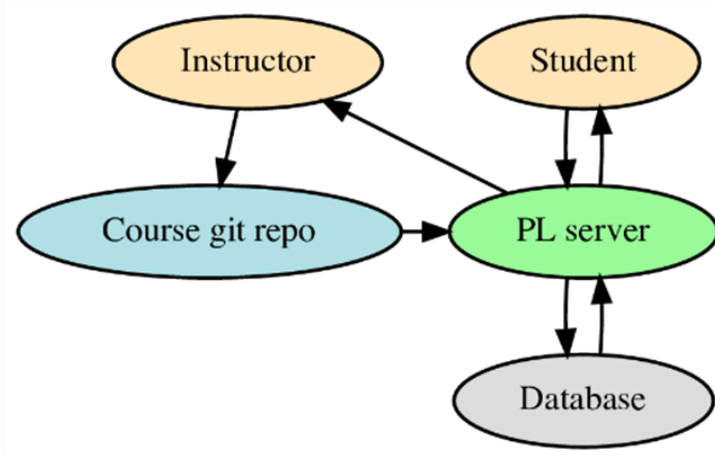 Instructor
Student
Course git repo
PL server
Database